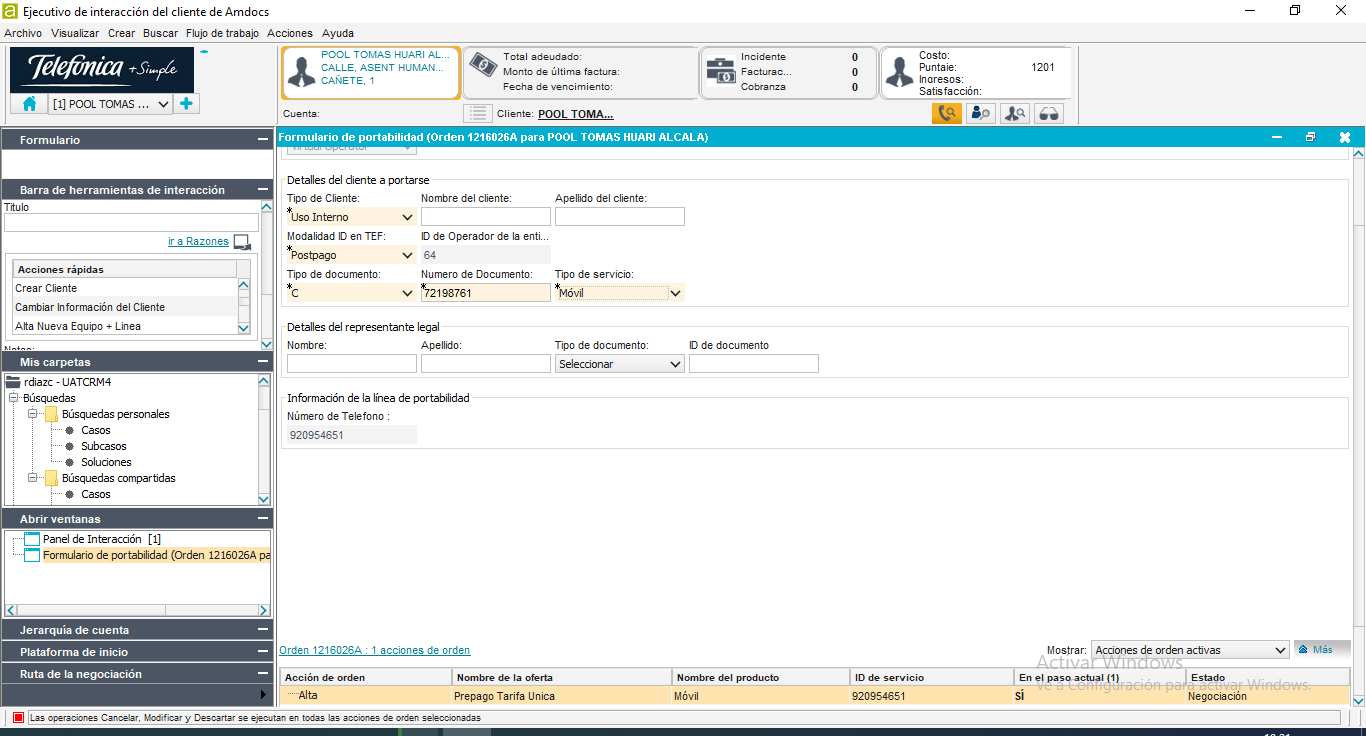 Ejecutivo de interacción del cliente de Amdocs
Archivo Visualizar Crear Buscar Flujo de trabajo Acciones Ayuda
Telefónica +Simple
[1] POOL TOMAS ...
POOL TOMAS HUARI AL...
CALLE, ASENT HUMAN...
CAÑETE, 1
Total adeudado:
Monto de última factura:
Fecha de vencimiento:
Incidente 0
Facturac... 0
Cobranza 0
Costo:
Puntaie: 1201
Ingresos:
Satisfacción:
Cuenta:
Cliente: POOL TOMA...
Formulario
Barra de herramientas de interacción
Título
ir a Razones
Acciones rápidas
Crear Cliente
Cambiar Información del Cliente
Alta Nueva Equipo + Linea
Notas:
Mis carpetas
rdiazc - UATCRM4
Búsquedas
Búsquedas personales
Casos
Subcasos
Soluciones
Búsquedas compartidas
Casos
Abrir ventanas
Panel de Interacción [1]
Formulario de portabilidad (Orden 1216026A pa
Jerarquía de cuenta
Plataforma de inicio
Ruta de la negociación
Formulario de portabilidad (Orden 1216026A para POOL TOMAS HUARI ALCALA)
Virtual Operator
Detalles del cliente a portarse
Tipo de Cliente: Nombre del cliente: Apellido del cliente:
*Uso Interno
Modalidad ID en TEF: ID de Operador de la enti...
*Postpago 64
Tipo de documento: Numero de Documento: Tipo de servicio:
*C *72198761 *Móvil
Detalles del representante legal
Nombre: Apellido: Tipo de documento: ID de documento
Seleccionar
Información de la línea de portabilidad
Número de Telefono :
920954651
Orden 1216026A : 1 acciones de orden
Mostrar: Acciones de orden activas Más
Acción de orden Nombre de la oferta Nombre del producto ID de servicio En el paso actual (1) Estado
Alta Prepago Tarifa Unica Móvil 920954651 SÍ Negociación
Activar Windows
Ve a Configuración para activar Windows.
Las operaciones Cancelar, Modificar y Descartar se ejecutan en todas las acciones de orden seleccionadas